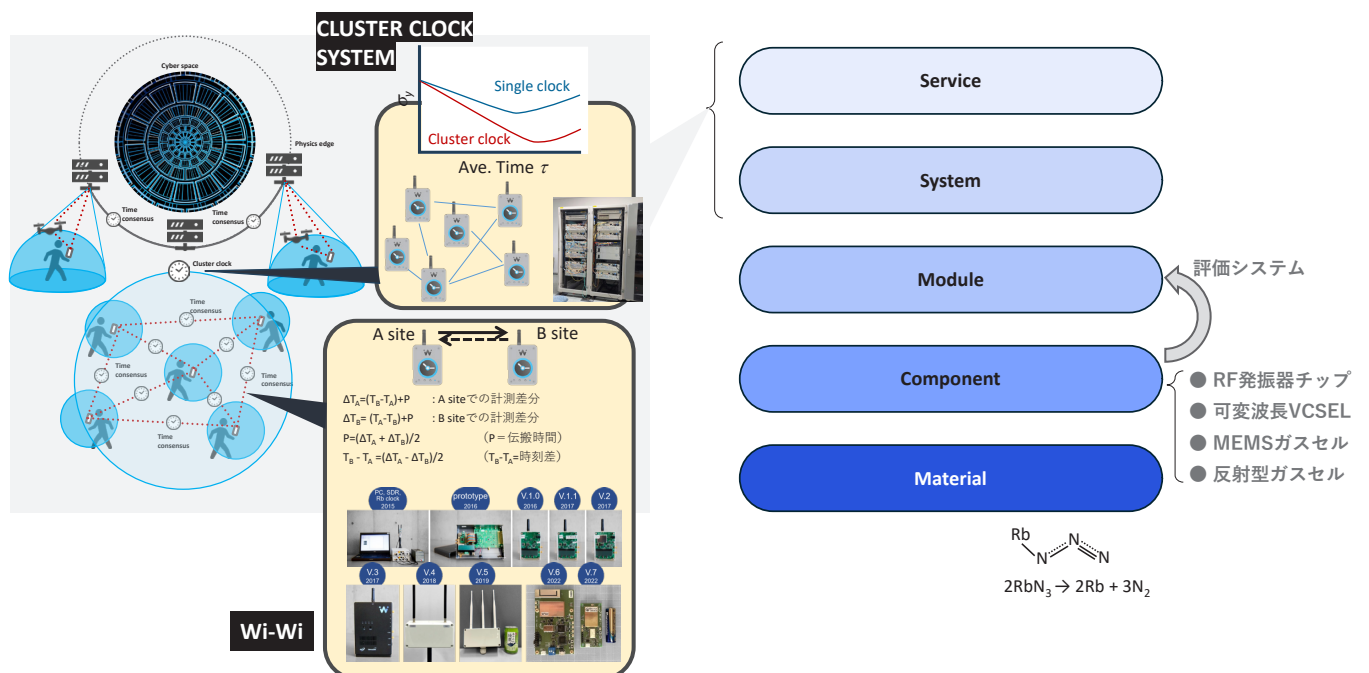 CLUSTER CLOCK
SYSTEM
Cyber space
Physics edge
Time
consensus
Time
consensus
Cluster clock
σy
Single clock
Cluster clock
Ave. Time τ
Time
consensus
Time
consensus
Time
consensus
Time
consensus
A site
B site
ΔT_A=(T_B-T_A)+P : A siteでの計測差分
ΔT_B= (T_A-T_B)+P : B siteでの計測差分
P=(ΔT_A + ΔT_B)/2 (P＝伝搬時間)
T_B - T_A =(ΔT_A - ΔT_B)/2 (T_B-T_A=時刻差)
PC, SDR,
Rb clock
2015
prototype
2016
V.1.0
2016
V.1.1
2017
V.2
2017
V.3
2017
V.4
2018
V.5
2019
V.6
2022
V.7
2022
Wi-Wi
Service
System
Module
Component
Material
評価システム
● RF発振器チップ
● 可変波長VCSEL
● MEMSガスセル
● 反射型ガスセル
Rb
N
N
N
2RbN₃ → 2Rb + 3N₂